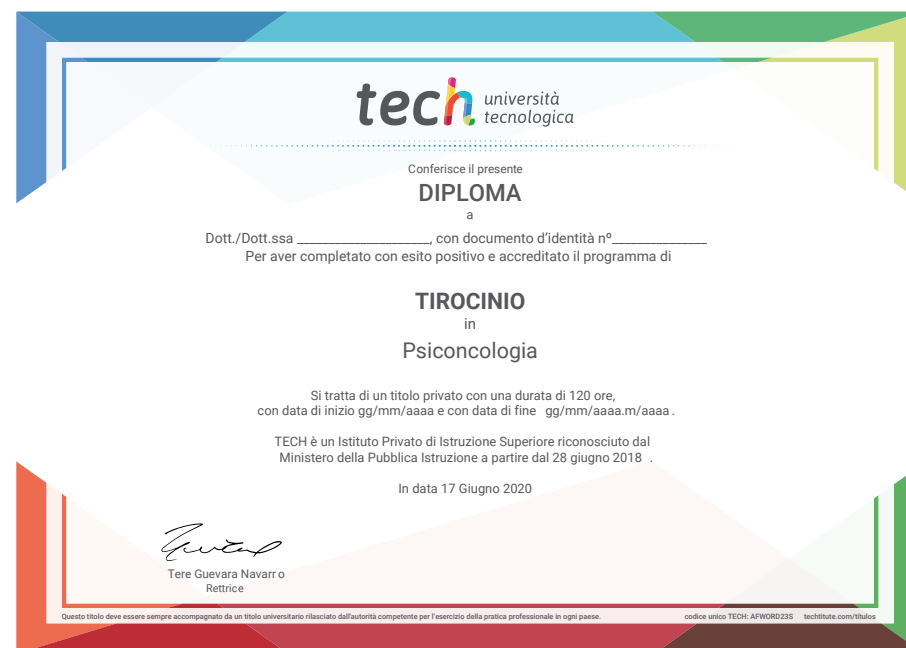 tech università
tecnologica
Conferisce il presente
DIPLOMA
a
Dott./Dott.ssa ____________________, con documento d'identità nº______________
Per aver completato con esito positivo e accreditato il programma di
TIROCINIO
in
Psiconcologia
Si tratta di un titolo privato con una durata di 120 ore,
con data di inizio gg/mm/aaaa e con data di fine gg/mm/aaaa.m/aaaa .
TECH è un Istituto Privato di Istruzione Superiore riconosciuto dal
Ministero della Pubblica Istruzione a partire dal 28 giugno 2018 .
In data 17 Giugno 2020
Tere Guevara Navarro
Rettrice
Questo titolo deve essere sempre accompagnato da un titolo universitario rilasciato dall'autorità competente per l'esercizio della pratica professionale in ogni paese. codice unico TECH: AFWORD23S techtitute.com/titulos